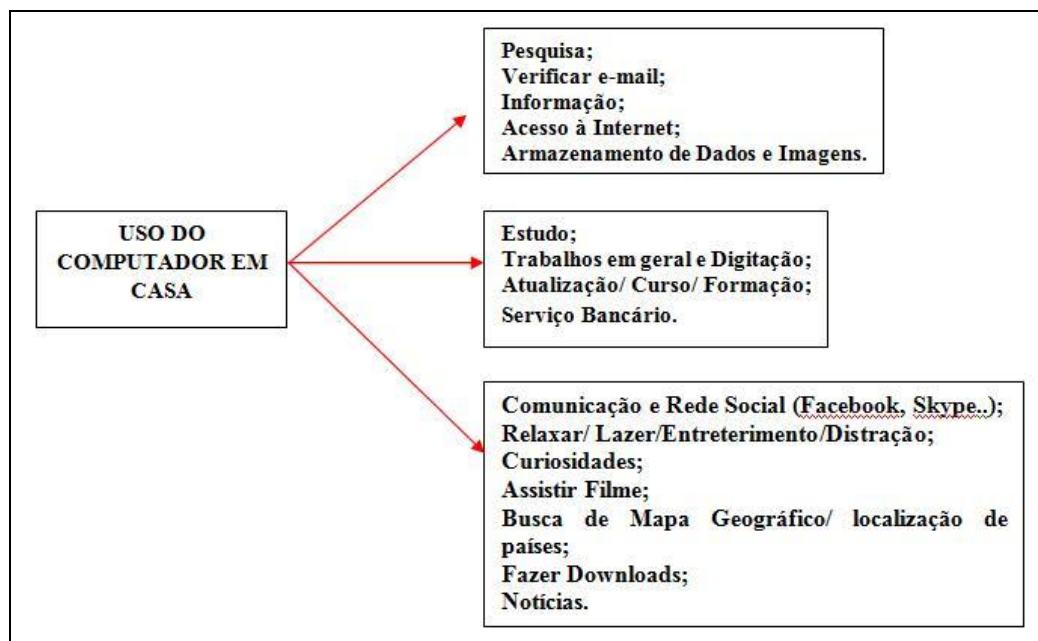 Pesquisa;
Verificar e-mail;
Informação;
Acesso à Internet;
Armazenamento de Dados e Imagens.
USO DO
COMPUTADOR EM
CASA
Estudo;
Trabalhos em geral e Digitação;
Atualização/ Curso/ Formação;
Serviço Bancário.
Comunicação e Rede Social (Facebook, Skype..);
Relaxar/ Lazer/Entreterimento/Distração;
Curiosidades;
Assistir Filme;
Busca de Mapa Geográfico/ localização de
países;
Fazer Downloads;
Notícias.